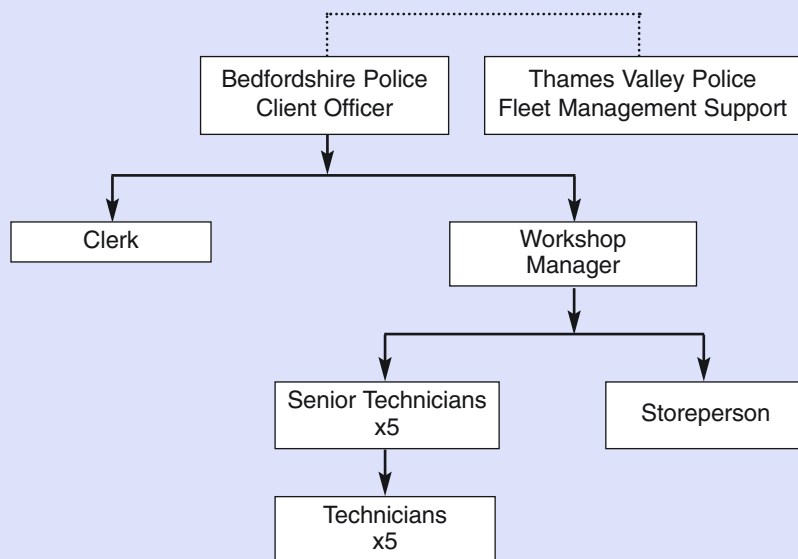 Bedfordshire Police
Client Officer
Thames Valley Police
Fleet Management Support
Clerk
Workshop
Manager
Senior Technicians
x5
Storeperson
Technicians
x5